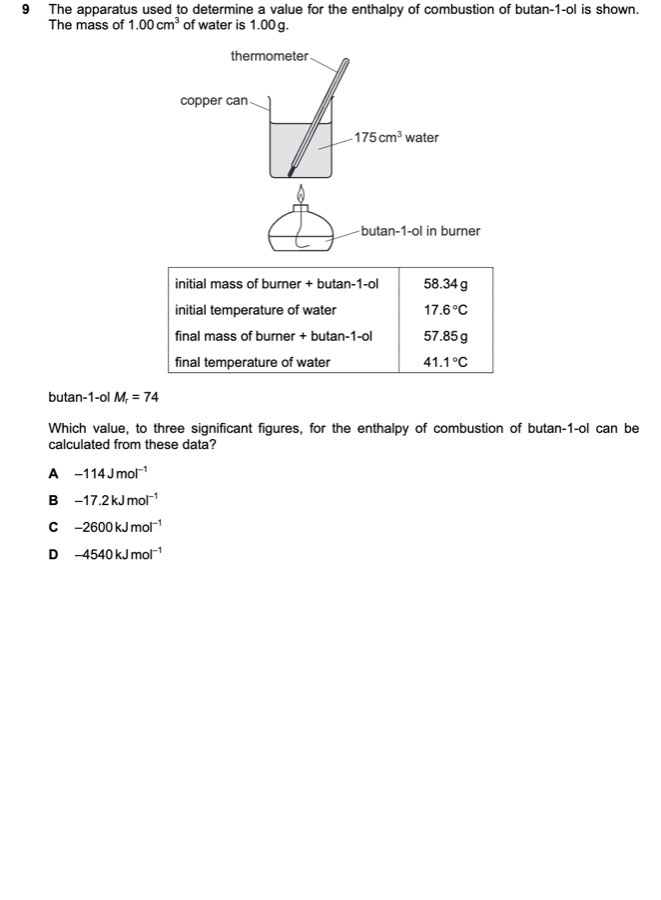 9 The apparatus used to determine a value for the enthalpy of combustion of butan-1-ol is shown.
The mass of 1.00 cm³ of water is 1.00 g.
thermometer
copper can
175 cm³ water
butan-1-ol in burner
initial mass of burner + butan-1-ol 58.34 g
initial temperature of water 17.6 °C
final mass of burner + butan-1-ol 57.85 g
final temperature of water 41.1 °C
butan-1-ol Mᵣ = 74
Which value, to three significant figures, for the enthalpy of combustion of butan-1-ol can be
calculated from these data?
A –114 J mol⁻¹
B –17.2 kJ mol⁻¹
C –2600 kJ mol⁻¹
D –4540 kJ mol⁻¹